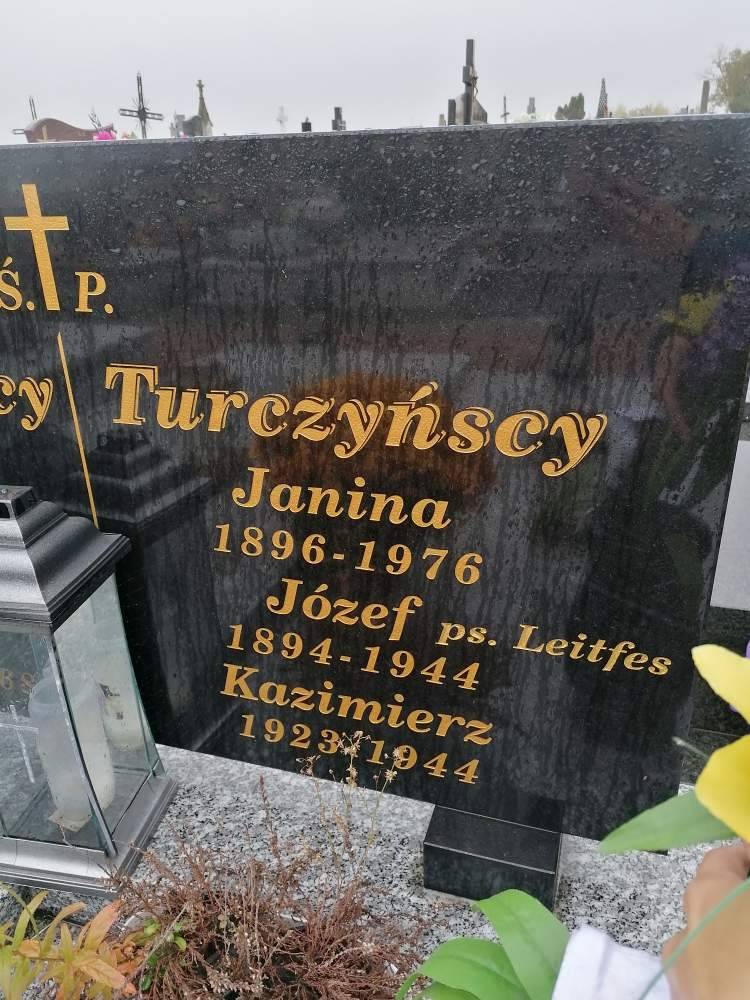 Ś. P.
cy
Turczyńscy
Janina
1896-1976
Józef ps. Leitfes
1894-1944
Kazimierz
1923-1944